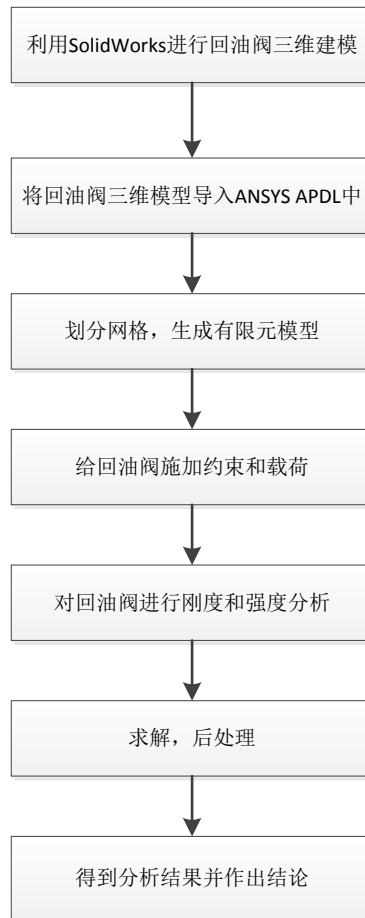 利用SolidWorks进行回油阀三维建模
将回油阀三维模型导入ANSYS APDL中
划分网格，生成有限元模型
给回油阀施加约束和载荷
对回油阀进行刚度和强度分析
求解，后处理
得到分析结果并作出结论